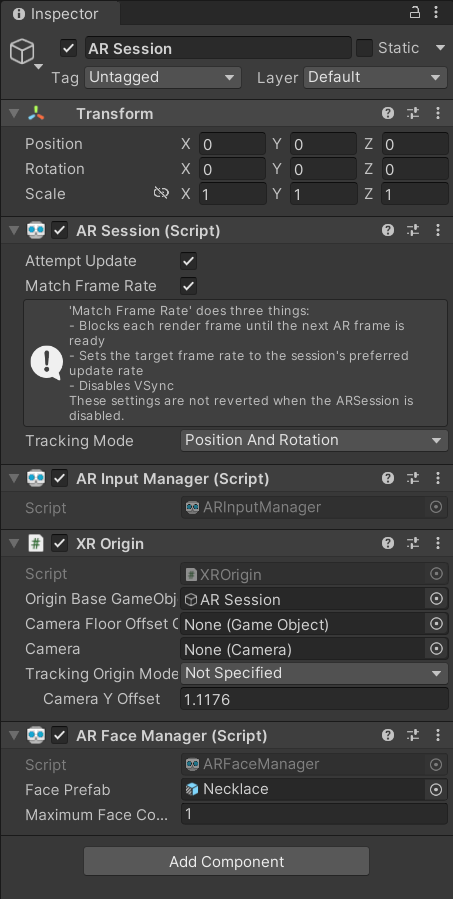 Inspector
AR Session Static
Tag Untagged Layer Default
Transform
Position X 0 Y 0 Z 0
Rotation X 0 Y 0 Z 0
Scale X 1 Y 1 Z 1
AR Session (Script)
Attempt Update
Match Frame Rate
'Match Frame Rate' does three things:
- Blocks each render frame until the next AR frame is
ready
- Sets the target frame rate to the session's preferred
update rate
- Disables VSync
These settings are not reverted when the ARSession is
disabled.
Tracking Mode Position And Rotation
AR Input Manager (Script)
Script ARInputManager
# XR Origin
Script # XROrigin
Origin Base GameObj AR Session
Camera Floor Offset G None (Game Object)
Camera None (Camera)
Tracking Origin Mode Not Specified
Camera Y Offset 1.1176
AR Face Manager (Script)
Script ARFaceManager
Face Prefab Necklace
Maximum Face Co... 1
Add Component